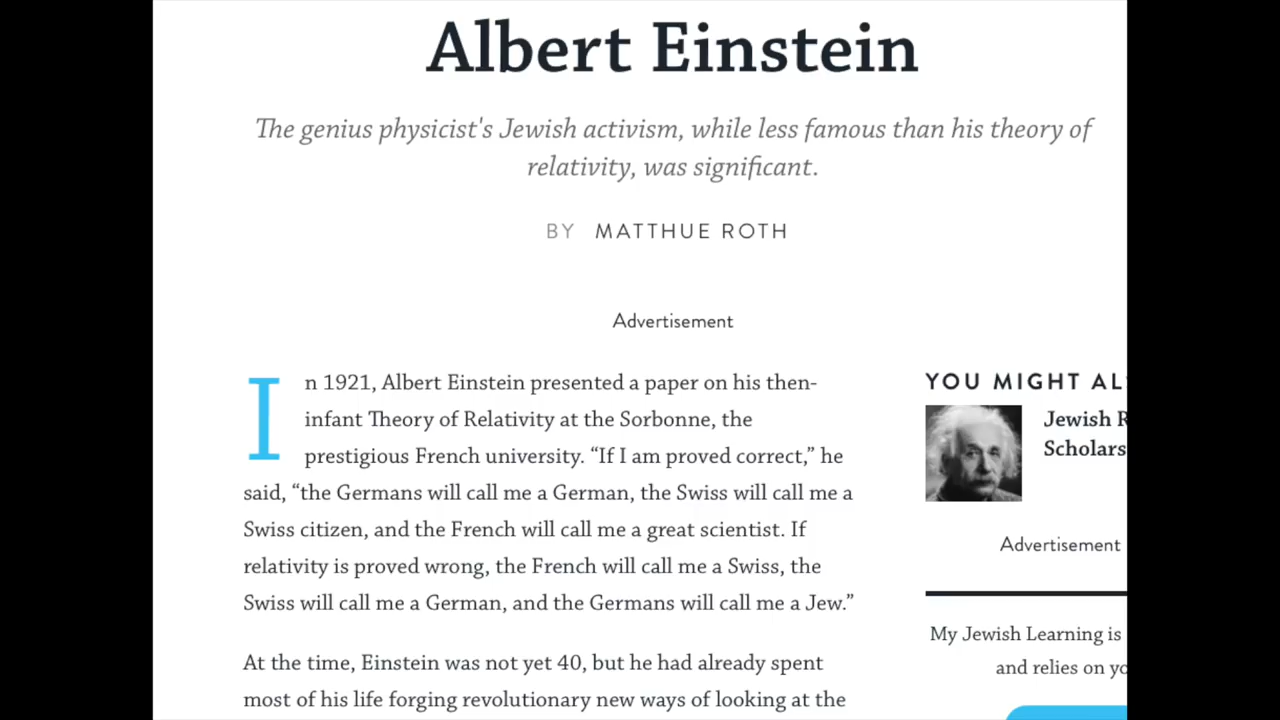 Albert Einstein
The genius physicist's Jewish activism, while less famous than his theory of
relativity, was significant.
BY MATTHUE ROTH
Advertisement
In 1921, Albert Einstein presented a paper on his then-
infant Theory of Relativity at the Sorbonne, the
prestigious French university. “If I am proved correct,” he
said, “the Germans will call me a German, the Swiss will call me a
Swiss citizen, and the French will call me a great scientist. If
relativity is proved wrong, the French will call me a Swiss, the
Swiss will call me a German, and the Germans will call me a Jew.”
At the time, Einstein was not yet 40, but he had already spent
most of his life forging revolutionary new ways of looking at the
YOU MIGHT AL
Jewish R
Scholars
Advertisement
My Jewish Learning is
and relies on yo